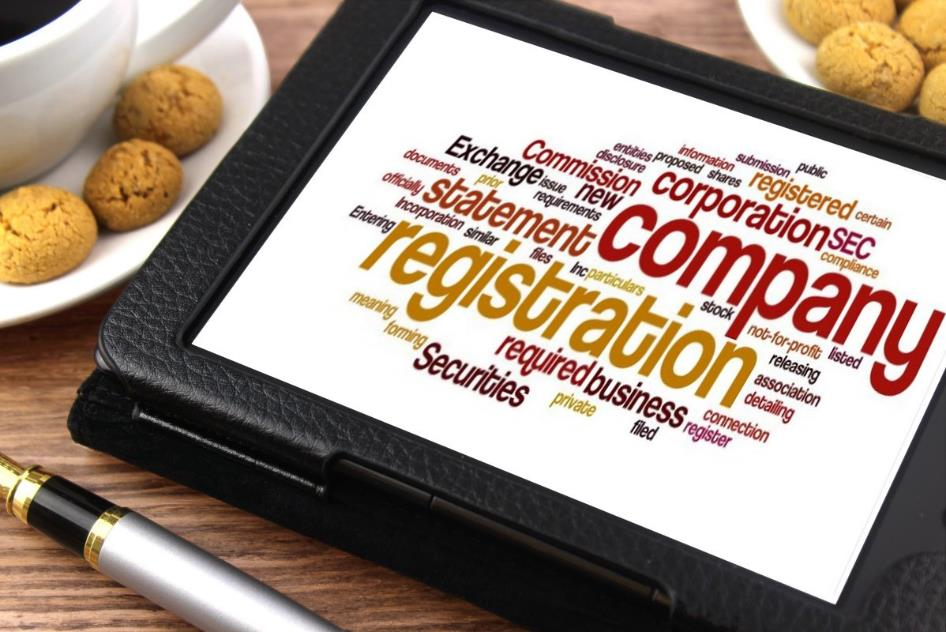 entitiies
information
submission
public
disclosure
proposed
shares
registered
certain
Exchange
Commission
documents
prior
issue
new
corporation
SEC
officially
statement
requirements
company
compliance
Incorporation
similar
files
Inc
particulars
Entering
registration
stock
not-for-profit
listed
meaning
forming
releasing
required
business
association
Securities
private
detailing
connection
filed
register